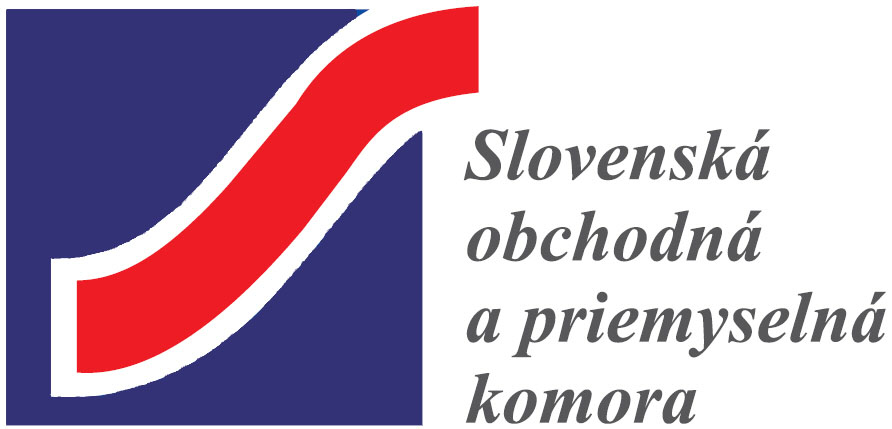 Slovenská
obchodná
a priemyselná
komora